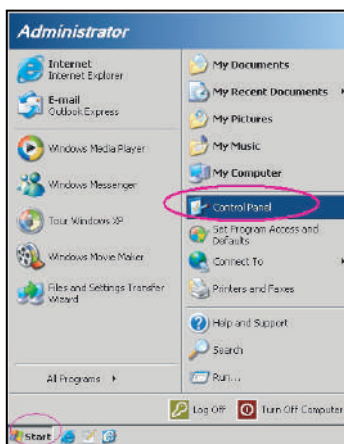 Administrator
Internet
Internet Explorer
E-mail
Outlook Express
Windows Media Player
Windows Messenger
Tour Windows XP
Windows Movie Maker
Files and Settings Transfer
Wizard
All Programs
My Documents
My Recent Documents
My Pictures
My Music
My Computer
Control Panel
Set Program Access and
Defaults
Connect To
Printers and Faxes
Help and Support
Search
Run...
Log Off
Turn Off Computer
Start